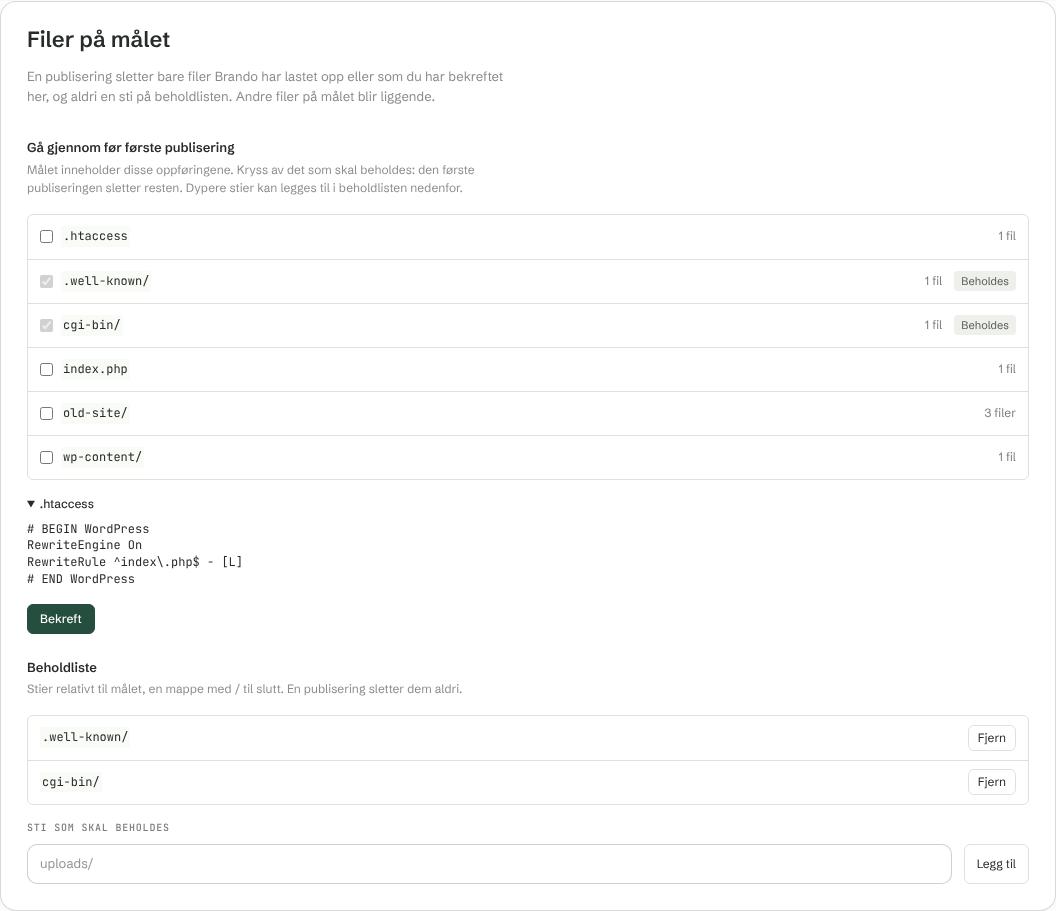 Filer på målet
En publisering sletter bare filer Brando har lastet opp eller som du har bekreftet
her, og aldri en sti på beholdlisten. Andre filer på målet blir liggende.
Gå gjennom før første publisering
Målet inneholder disse oppføringene. Kryss av det som skal beholdes: den første
publiseringen sletter resten. Dypere stier kan legges til i beholdlisten nedenfor.
.htaccess 1 fil
.well-known/ 1 fil Beholdes
cgi-bin/ 1 fil Beholdes
index.php 1 fil
old-site/ 3 filer
wp-content/ 1 fil
▼ .htaccess
# BEGIN WordPress
RewriteEngine On
RewriteRule ^index\.php$ - [L]
# END WordPress
Bekreft
Beholdliste
Stier relativt til målet, en mappe med / til slutt. En publisering sletter dem aldri.
.well-known/ Fjern
cgi-bin/ Fjern
STI SOM SKAL BEHOLDES
uploads/ Legg til